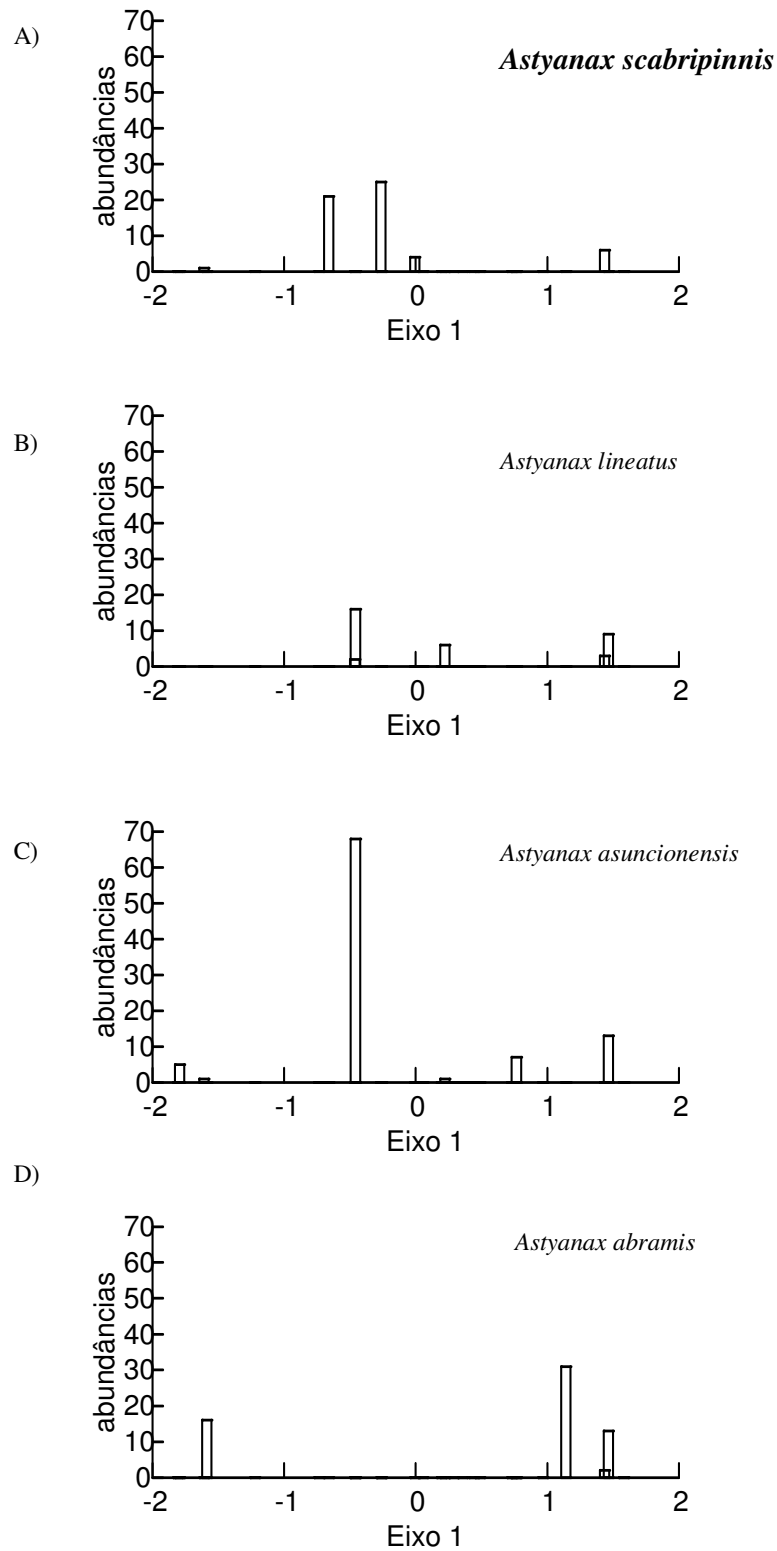 A)
Astyanax scabripinnis
abundâncias
70
60
50
40
30
20
10
0
-2 -1 0 1 2
Eixo 1
B)
Astyanax lineatus
abundâncias
70
60
50
40
30
20
10
0
-2 -1 0 1 2
Eixo 1
C)
Astyanax asuncionensis
abundâncias
70
60
50
40
30
20
10
0
-2 -1 0 1 2
Eixo 1
D)
Astyanax abramis
abundâncias
70
60
50
40
30
20
10
0
-2 -1 0 1 2
Eixo 1